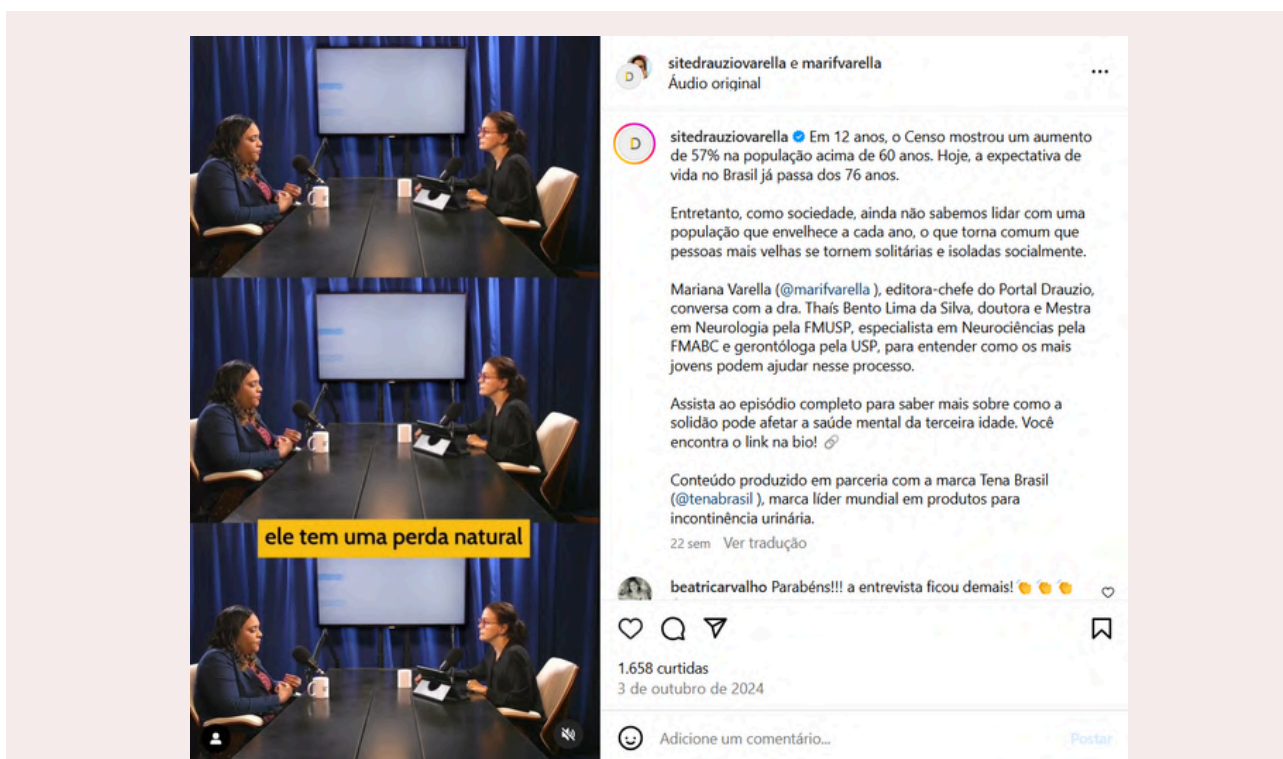 sitedrauziovarella e marifvarella
Áudio original
sitedrauziovarella Em 12 anos, o Censo mostrou um aumento
de 57% na população acima de 60 anos. Hoje, a expectativa de
vida no Brasil já passa dos 76 anos.
Entretanto, como sociedade, ainda não sabemos lidar com uma
população que envelhece a cada ano, o que torna comum que
pessoas mais velhas se tornem solitárias e isoladas socialmente.
Mariana Varella (@marifvarella ), editora-chefe do Portal Drauzio,
conversa com a dra. Thaís Bento Lima da Silva, doutora e Mestra
em Neurologia pela FMUSP, especialista em Neurociências pela
FMABC e gerontóloga pela USP, para entender como os mais
jovens podem ajudar nesse processo.
Assista ao episódio completo para saber mais sobre como a
solidão pode afetar a saúde mental da terceira idade. Você
encontra o link na bio! 🔗
Conteúdo produzido em parceria com a marca Tena Brasil
(@tenabrasil ), marca líder mundial em produtos para
incontinência urinária.
22 sem Ver tradução
beatricarvalho Parabéns!!! a entrevista ficou demais! 👏👏👏
1.658 curtidas
3 de outubro de 2024
Adicione um comentário... Postar
ele tem uma perda natural
D
D